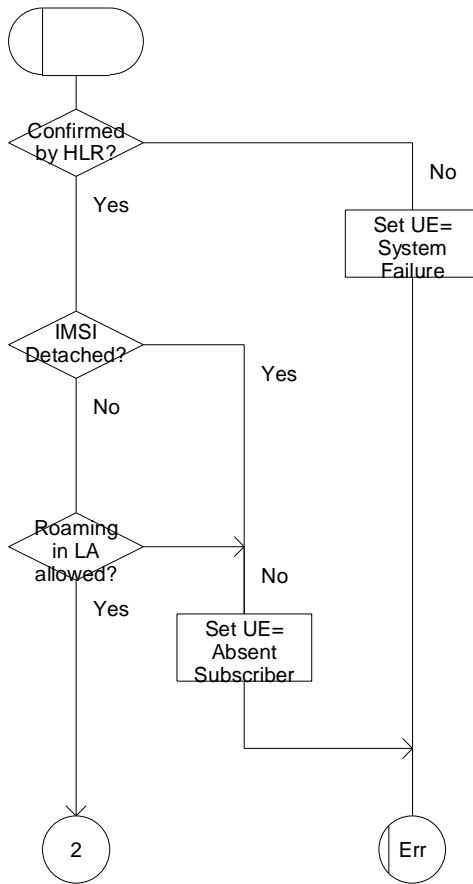 Confirmed
by HLR?
No
Yes
Set UE=
System
Failure
IMSI
Detached?
Yes
No
Roaming
in LA
allowed?
No
Yes
Set UE=
Absent
Subscriber
2
Err